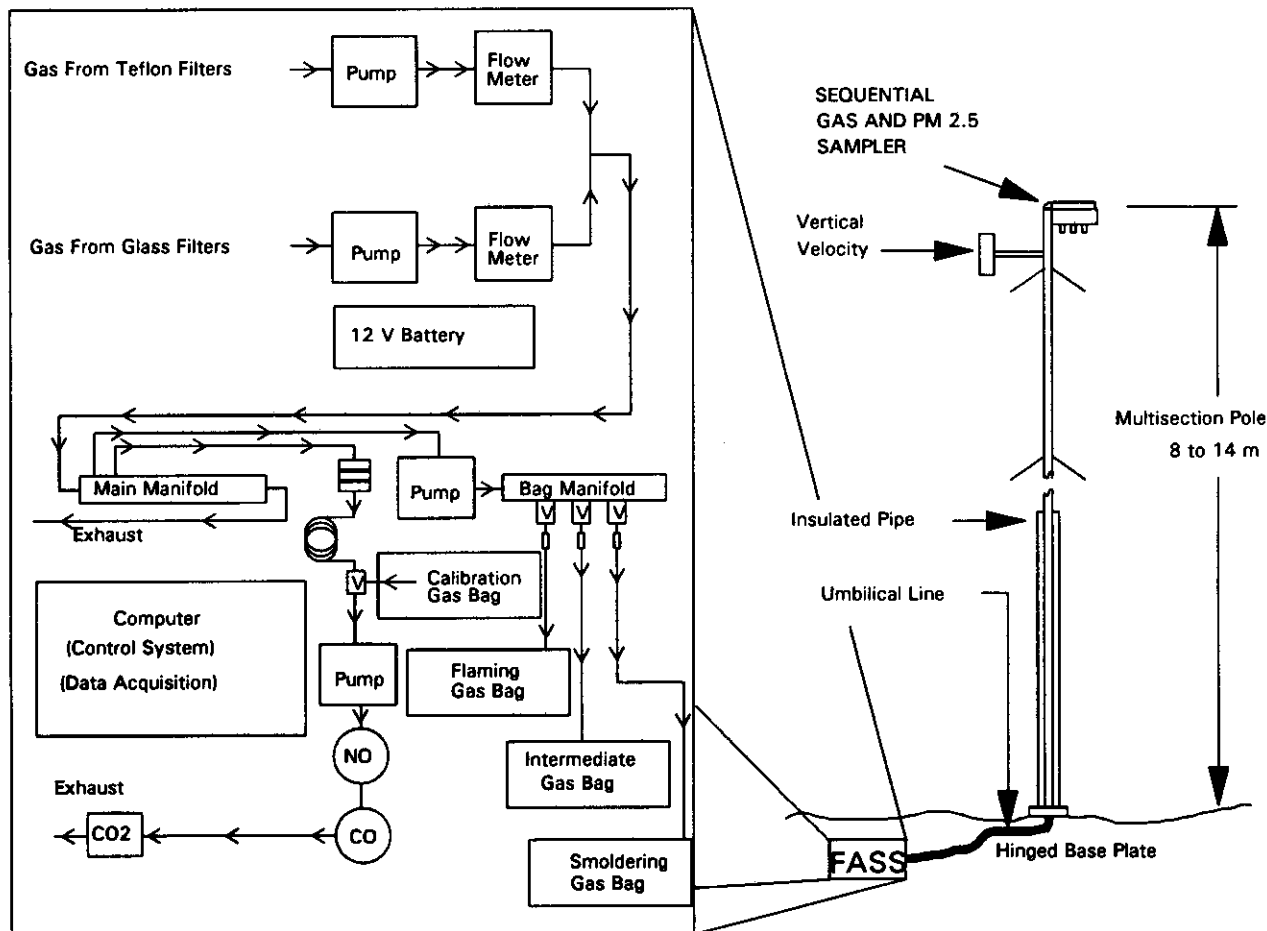 Gas From Teflon Filters
Pump
Flow
Meter
Gas From Glass Filters
Pump
Flow
Meter
12 V Battery
Main Manifold
Exhaust
Pump
Bag Manifold
V
V
V
V
Calibration
Gas Bag
Computer
(Control System)
(Data Acquisition)
Pump
Flaming
Gas Bag
NO
Intermediate
Gas Bag
Exhaust
CO2
CO
Smoldering
Gas Bag
SEQUENTIAL
GAS AND PM 2.5
SAMPLER
Vertical
Velocity
Multisection Pole
8 to 14 m
Insulated Pipe
Umbilical Line
FASS
Hinged Base Plate